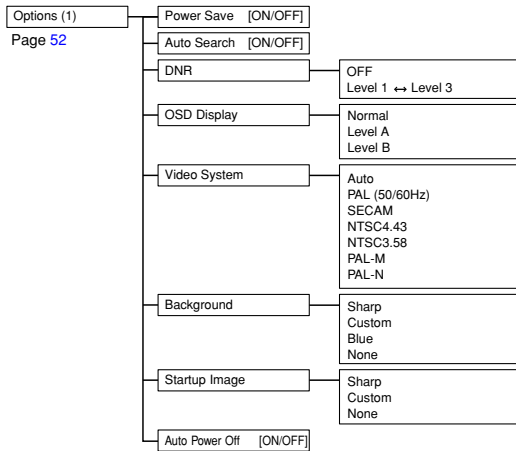 Options (1)
Page 52
Power Save [ON/OFF]
Auto Search [ON/OFF]
DNR
OFF
Level 1 ↔ Level 3
OSD Display
Normal
Level A
Level B
Video System
Auto
PAL (50/60Hz)
SECAM
NTSC4.43
NTSC3.58
PAL-M
PAL-N
Background
Sharp
Custom
Blue
None
Startup Image
Sharp
Custom
None
Auto Power Off [ON/OFF]